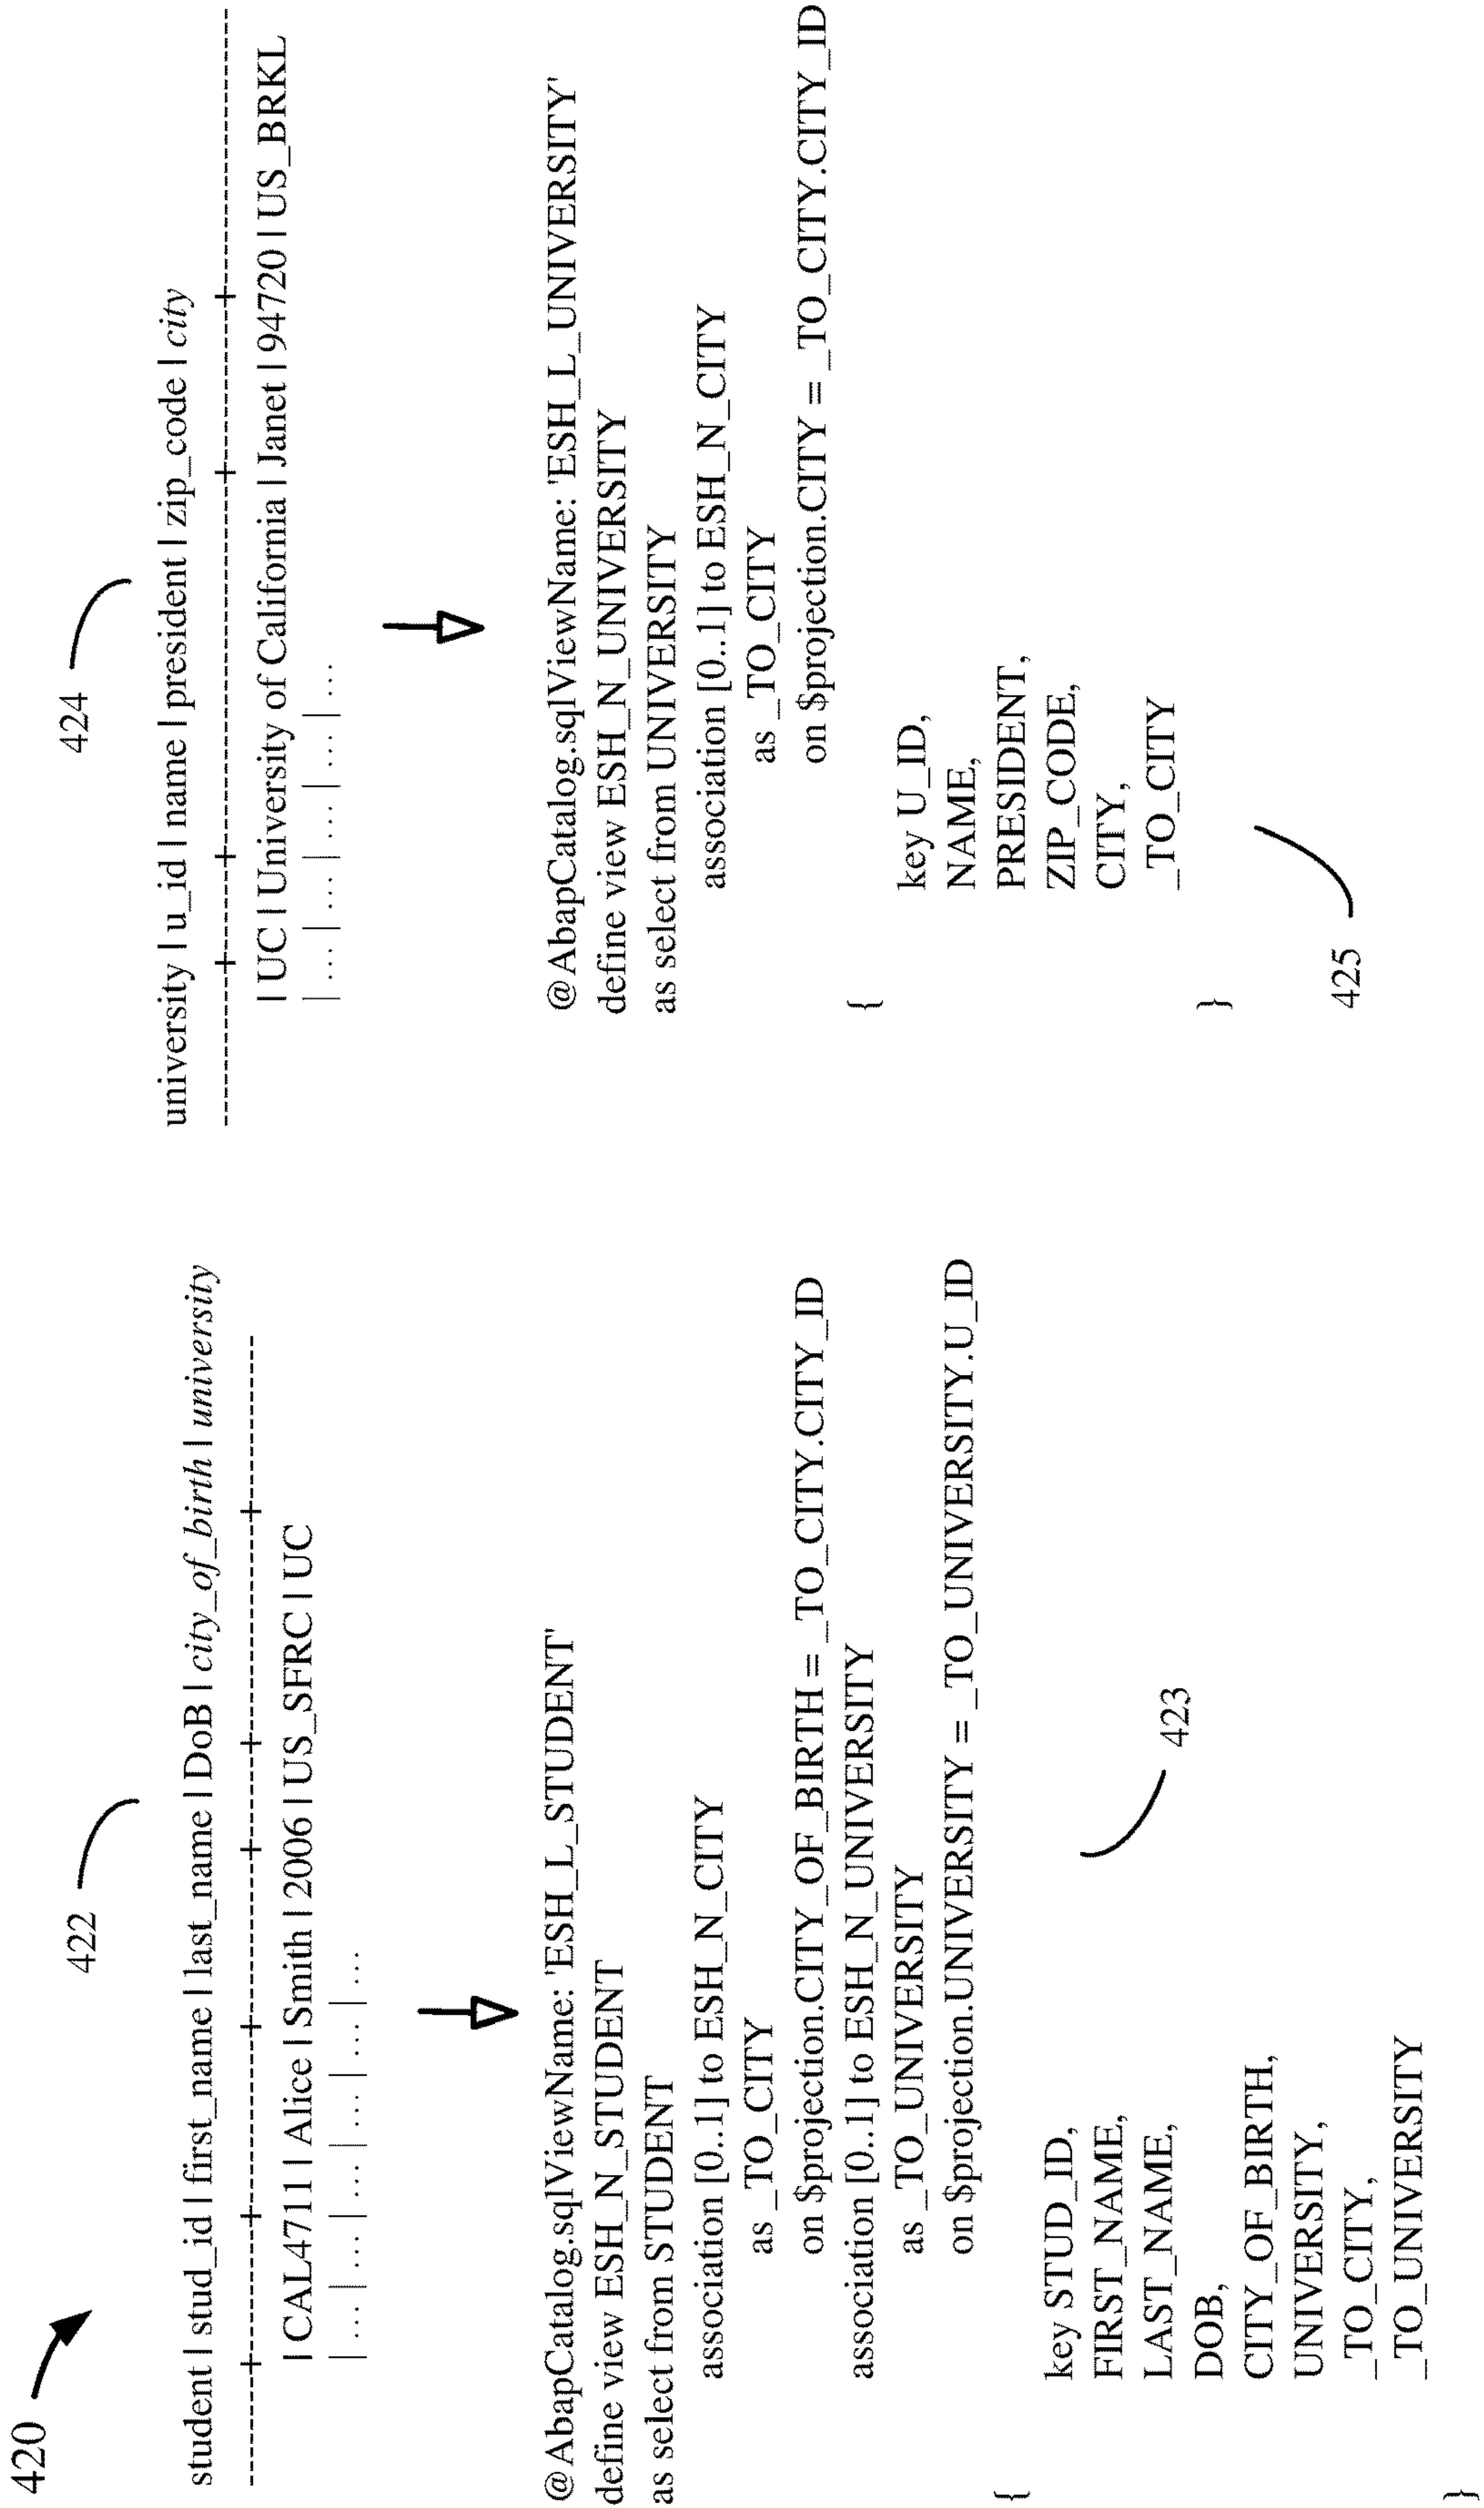 420
422
student | stud_id | first_name | last_name | DoB | city_of_birth | university
--------+---------+---------+---------+-------+---------+---------
| CAL4711 | Alice | Smith | 2006 | US_SFRC | UC
| … | … | … | … | … | …
@AbapCatalog.sqlViewName: 'ESH_L_STUDENT'
define view ESH_N_STUDENT
as select from STUDENT
association [0..1] to ESH_N_CITY
as _TO_CITY
on $projection.CITY_OF_BIRTH = _TO_CITY.CITY_ID
association [0..1] to ESH_N_UNIVERSITY
as _TO_UNIVERSITY
on $projection.UNIVERSITY = _TO_UNIVERSITY.U_ID
{
key STUD_ID,
FIRST_NAME,
LAST_NAME,
DOB,
CITY_OF_BIRTH,
UNIVERSITY,
_TO_CITY,
_TO_UNIVERSITY
}
423
424
university | u_id | name | president | zip_code | city
---------+------+----------------+---------+---------+-------------
| UC | University of California | Janet | 94720 | US_BRKL
| … | … | … | … | …
@AbapCatalog.sqlViewName: 'ESH_L_UNIVERSITY'
define view ESH_N_UNIVERSITY
as select from UNIVERSITY
association [0..1] to ESH_N_CITY
as _TO_CITY
on $projection.CITY = _TO_CITY.CITY_ID
{
key U_ID,
NAME,
PRESIDENT,
ZIP_CODE,
CITY,
_TO_CITY
}
425